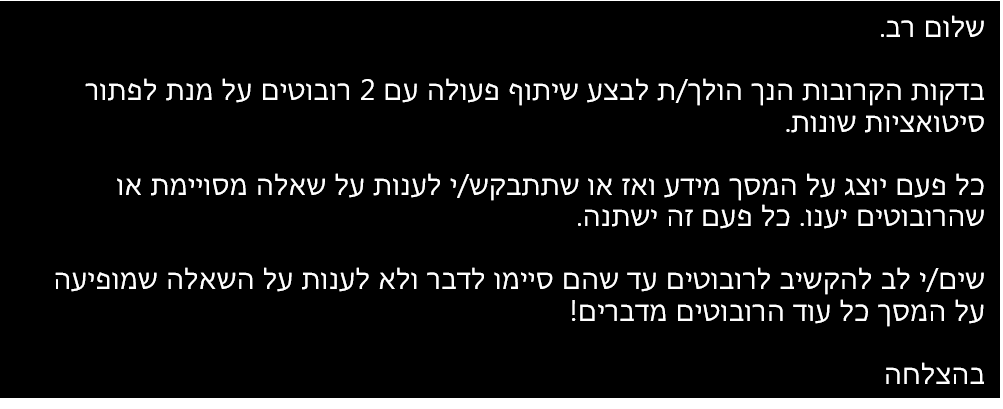 שלום רב.
בדקות הקרובות הנך הולך/ת לבצע שיתוף פעולה עם 2 רובוטים על מנת לפתור
סיטואציות שונות.
כל פעם יוצג על המסך מידע ואז או שתתבקש/י לענות על שאלה מסויימת או
שהרובוטים יענו. כל פעם זה ישתנה.
שים/י לב להקשיב לרובוטים עד שהם סיימו לדבר ולא לענות על השאלה שמופיעה
על המסך כל עוד הרובוטים מדברים!
בהצלחה